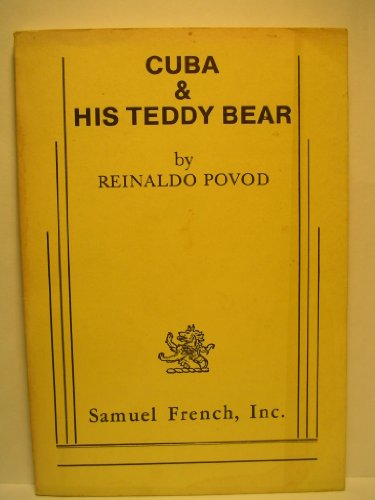 CUBA
&
HIS TEDDY BEAR
by
REINALDO POVOD
Samuel French, Inc.